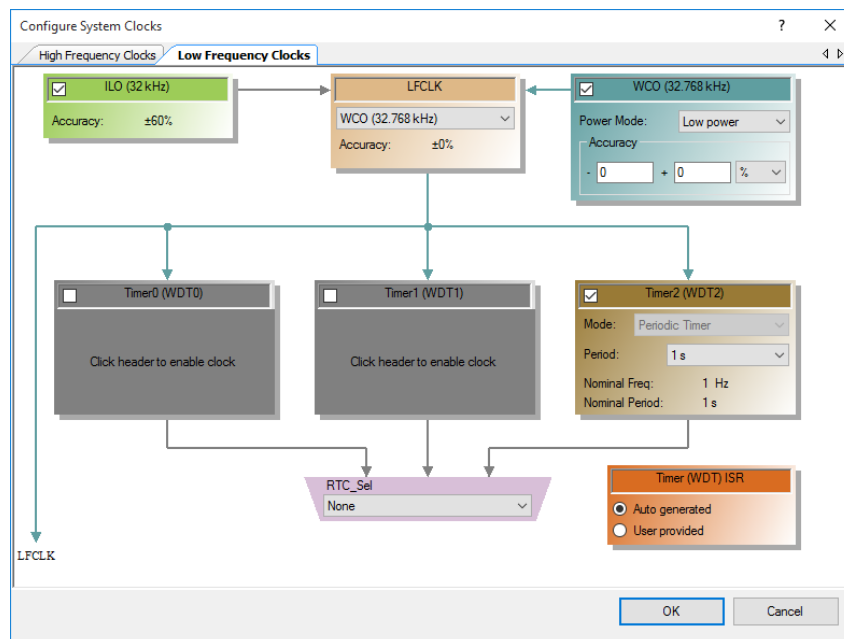 Configure System Clocks
?
High Frequency Clocks
Low Frequency Clocks
ILO (32 kHz)
Accuracy: ±60%
LFCLK
WCO (32.768 kHz)
Accuracy: ±0%
WCO (32.768 kHz)
Power Mode: Low power
Accuracy
- 0 + 0 %
Timer0 (WDT0)
Click header to enable clock
Timer1 (WDT1)
Click header to enable clock
Timer2 (WDT2)
Mode: Periodic Timer
Period: 1 s
Nominal Freq: 1 Hz
Nominal Period: 1 s
RTC_Sel
None
Timer (WDT) ISR
Auto generated
User provided
LFCLK
OK
Cancel